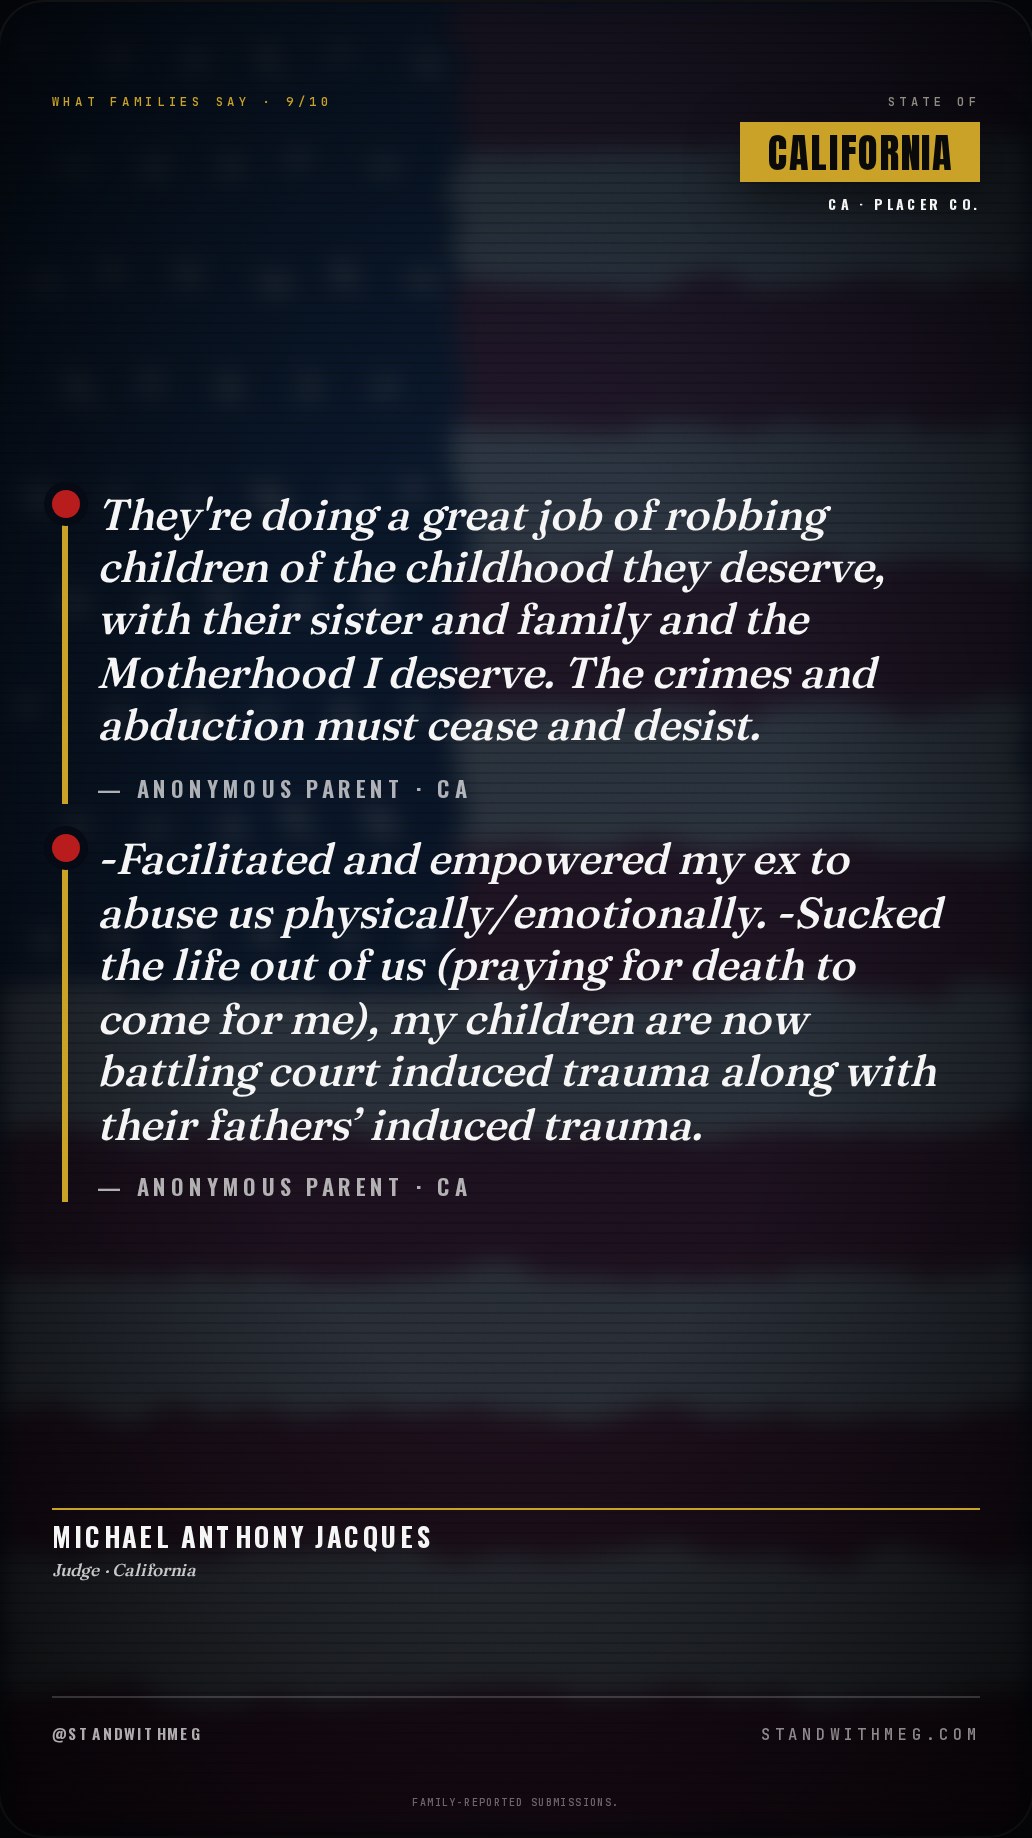 WHAT FAMILIES SAY · 9/10
STATE OF
CALIFORNIA
CA · PLACER CO.
They're doing a great job of robbing
children of the childhood they deserve,
with their sister and family and the
Motherhood I deserve. The crimes and
abduction must cease and desist.
— ANONYMOUS PARENT · CA
-Facilitated and empowered my ex to
abuse us physically/emotionally. -Sucked
the life out of us (praying for death to
come for me), my children are now
battling court induced trauma along with
their fathers’ induced trauma.
— ANONYMOUS PARENT · CA
MICHAEL ANTHONY JACQUES
Judge · California
@STANDWITHMEG
STANDWITHMEG.COM
FAMILY-REPORTED SUBMISSIONS.